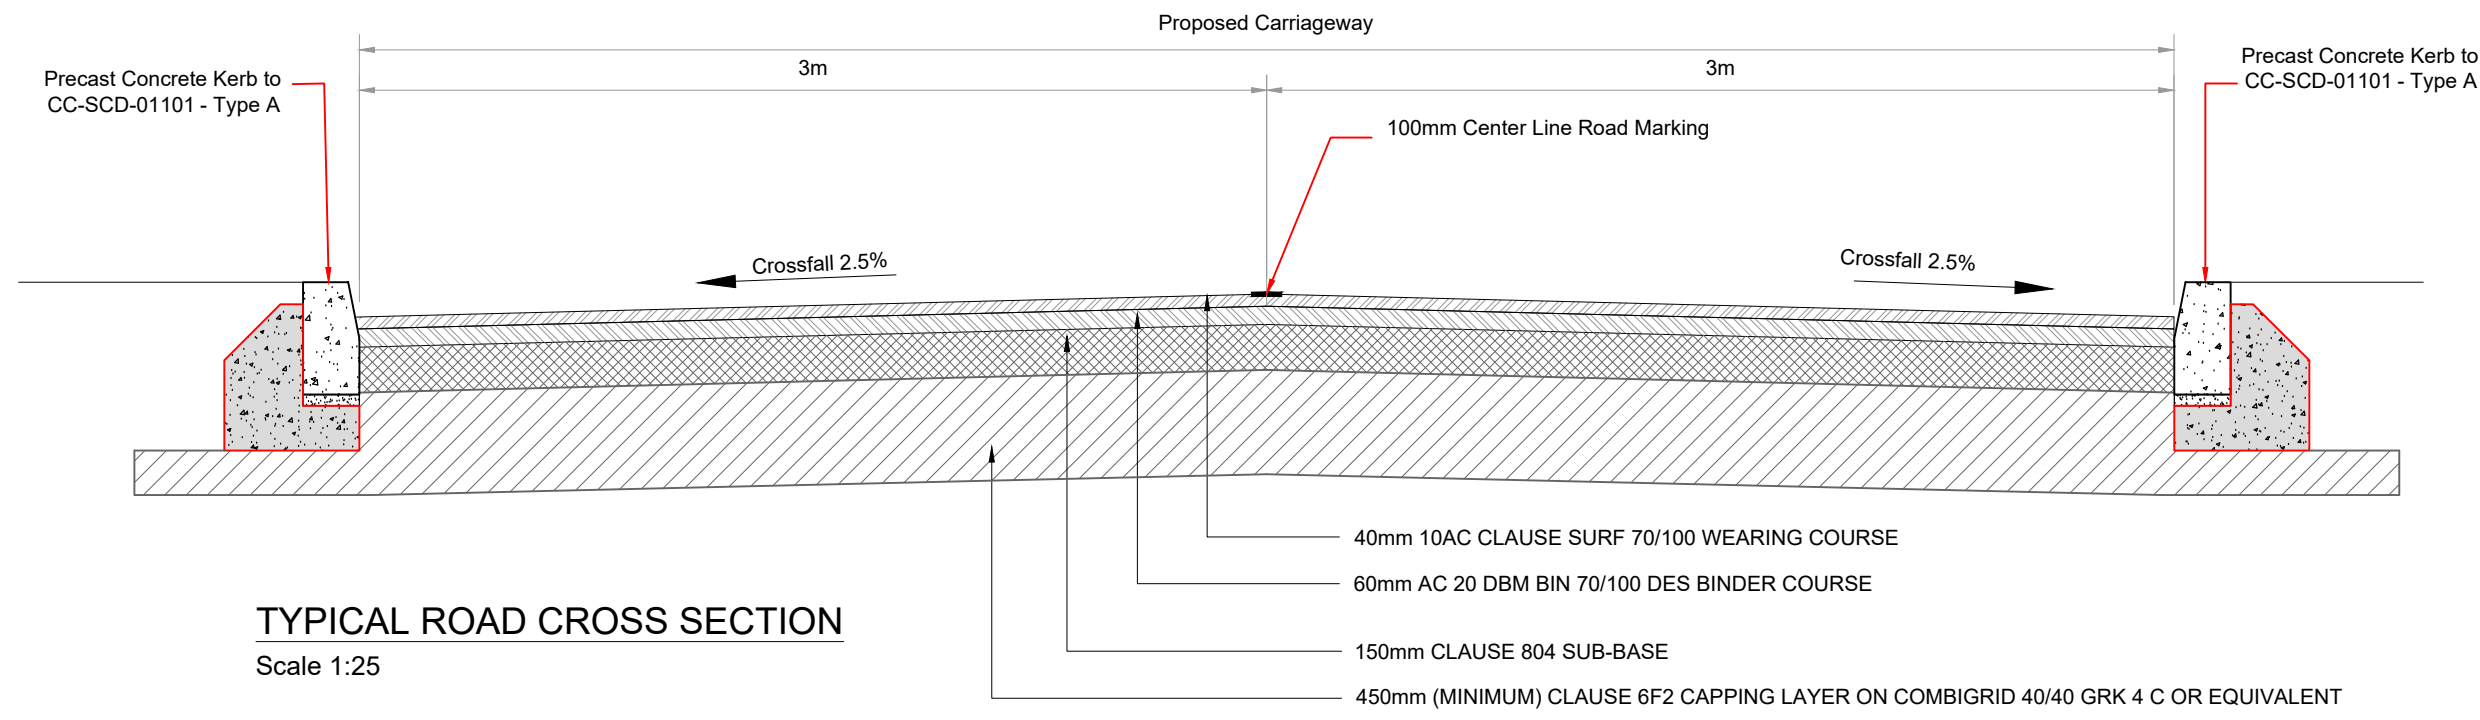 Proposed Carriageway
Precast Concrete Kerb to
CC-SCD-01101 - Type A
3m
3m
Precast Concrete Kerb to
CC-SCD-01101 - Type A
100mm Center Line Road Marking
Crossfall 2.5%
Crossfall 2.5%
40mm 10AC CLAUSE SURF 70/100 WEARING COURSE
60mm AC 20 DBM BIN 70/100 DES BINDER COURSE
150mm CLAUSE 804 SUB-BASE
450mm (MINIMUM) CLAUSE 6F2 CAPPING LAYER ON COMBIGRID 40/40 GRK 4 C OR EQUIVALENT
TYPICAL ROAD CROSS SECTION
Scale 1:25